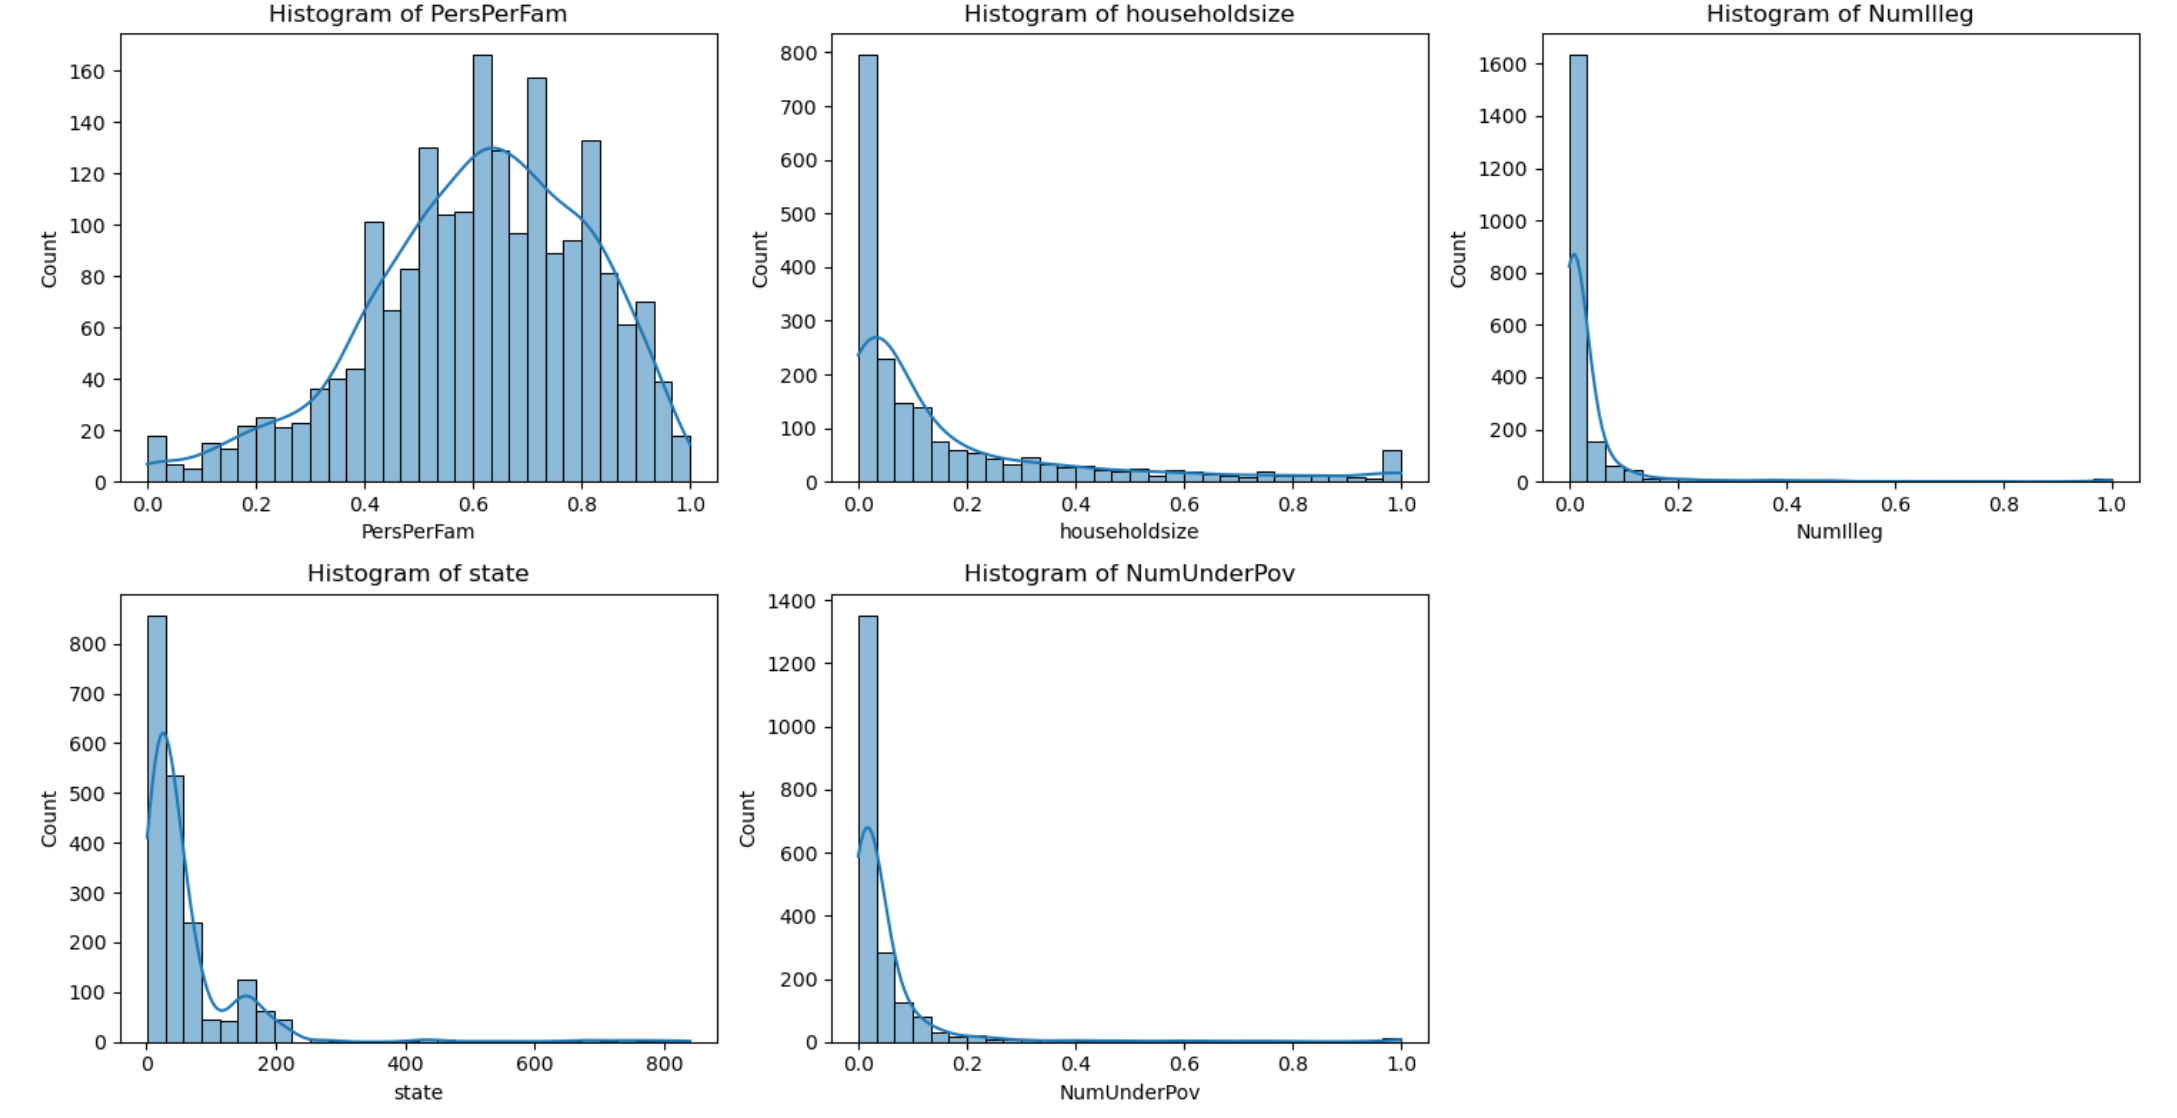 Histogram of PersPerFam
Histogram of householdsize
Histogram of NumIlleg
160
140
120
100
80
60
40
20
0
Count
0.0 0.2 0.4 0.6 0.8 1.0
PersPerFam
800
700
600
500
400
300
200
100
0
Count
0.0 0.2 0.4 0.6 0.8 1.0
householdsize
1600
1400
1200
1000
800
600
400
200
0
Count
0.0 0.2 0.4 0.6 0.8 1.0
NumIlleg
Histogram of state
Histogram of NumUnderPov
800
700
600
500
400
300
200
100
0
Count
0 200 400 600 800
state
1400
1200
1000
800
600
400
200
0
Count
0.0 0.2 0.4 0.6 0.8 1.0
NumUnderPov